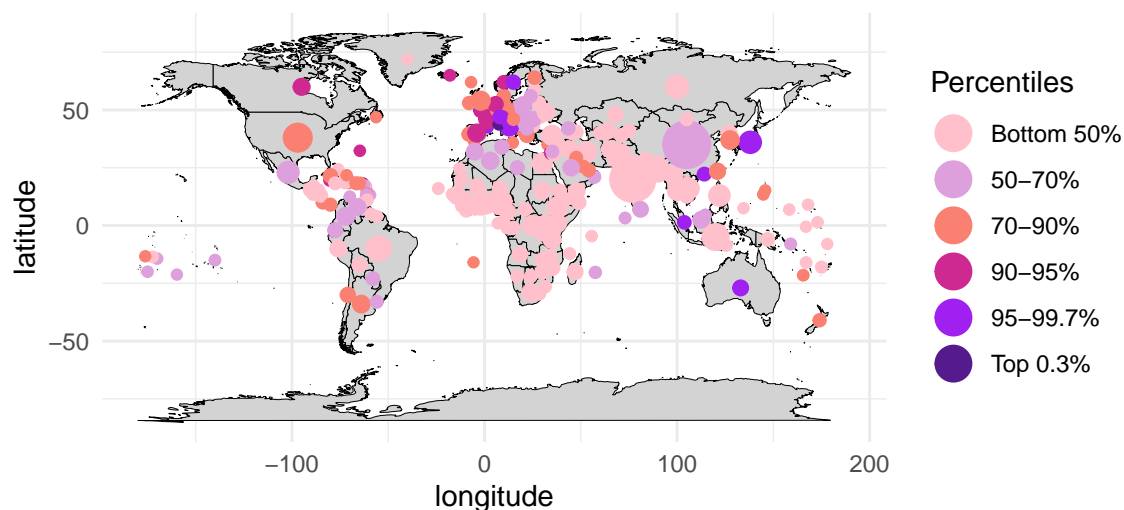 Percentiles
Bottom 50%
50−70%
70−90%
90−95%
95−99.7%
Top 0.3%
latitude
50
0
−50
−100
0
100
200
longitude